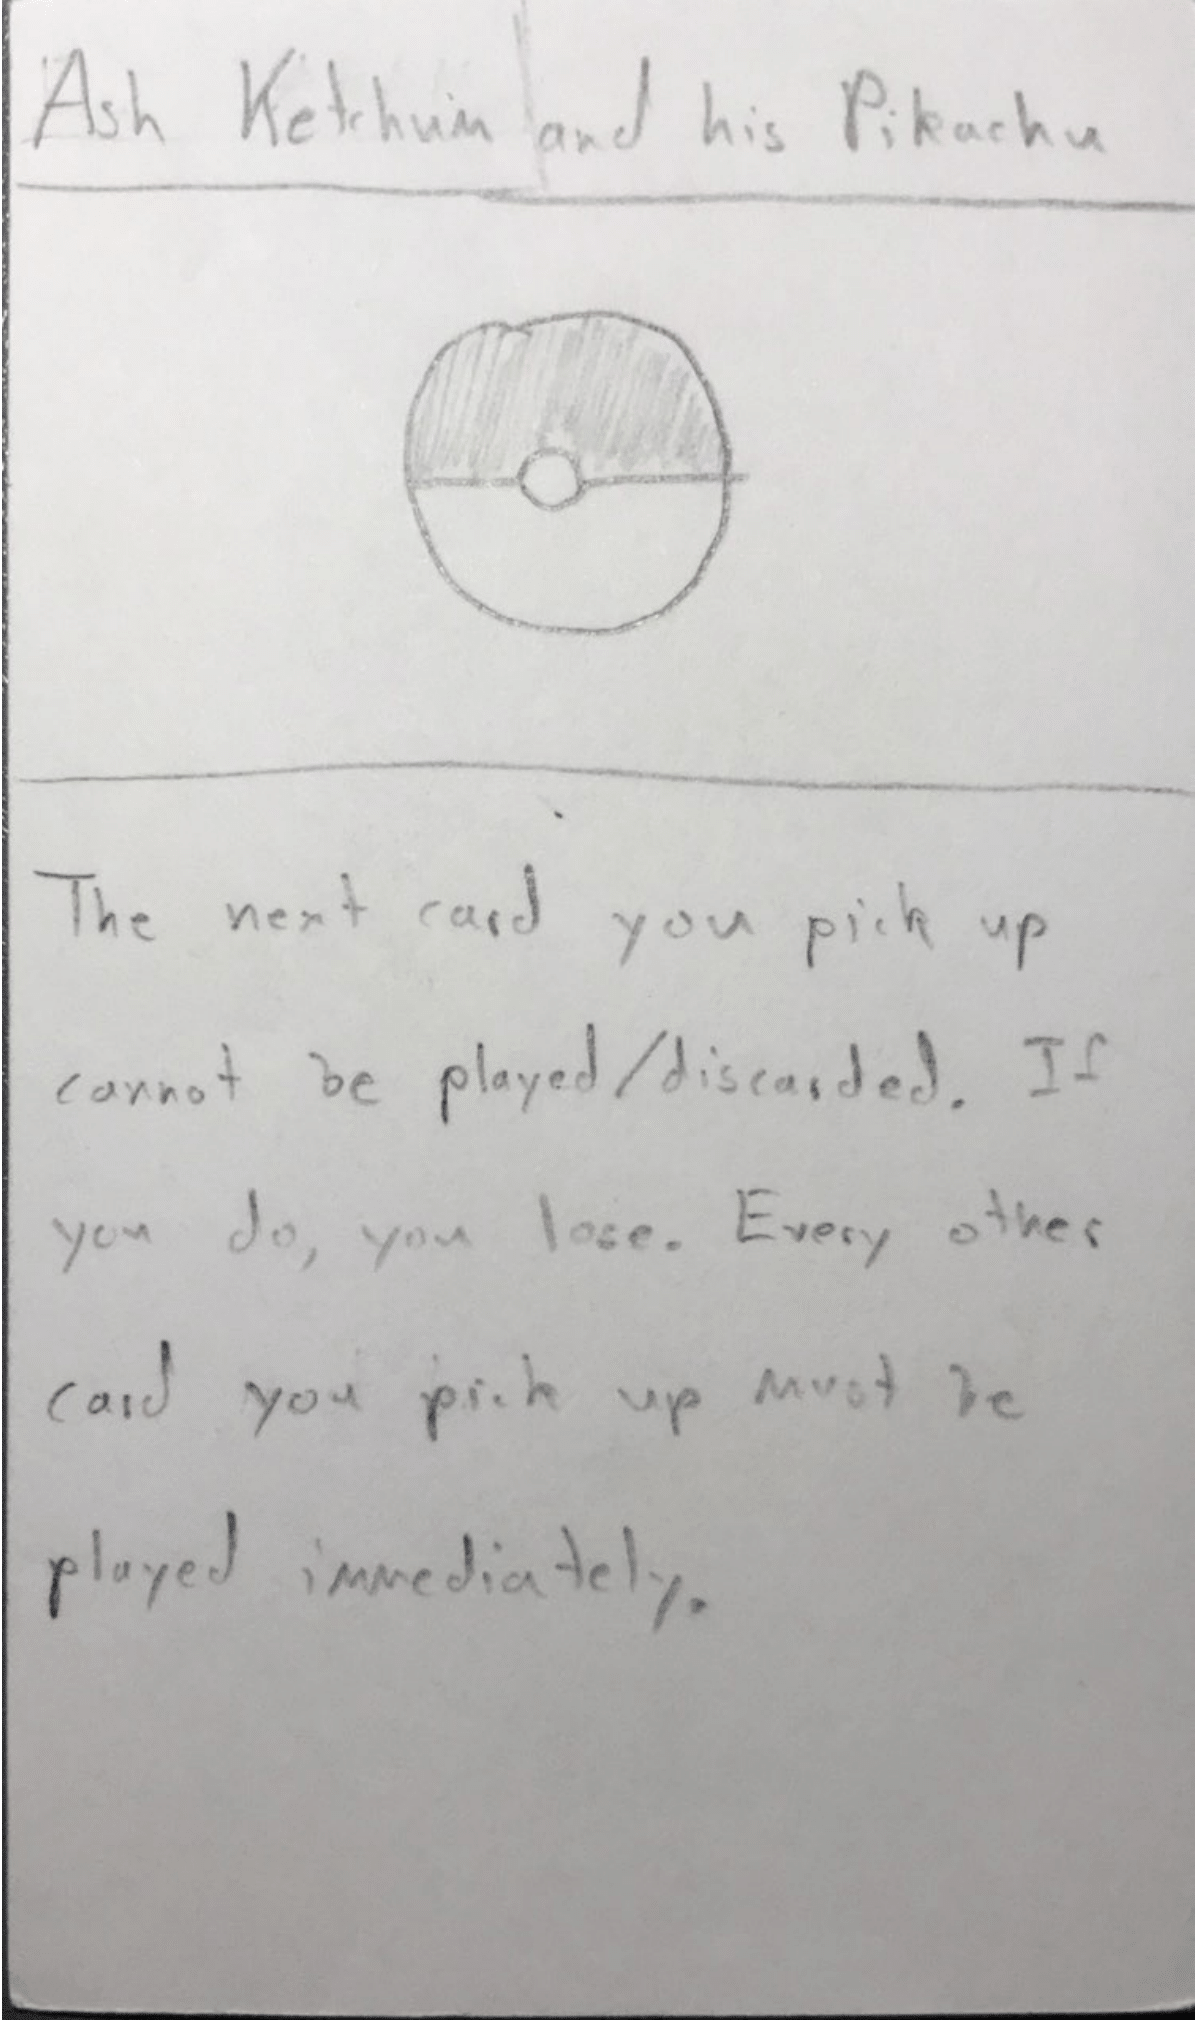 Ash Ketchum and his Pikachu
The next card you pick up
cannot be played/discarded. If
you do, you lose. Every other
card you pick up must be
played immediately.